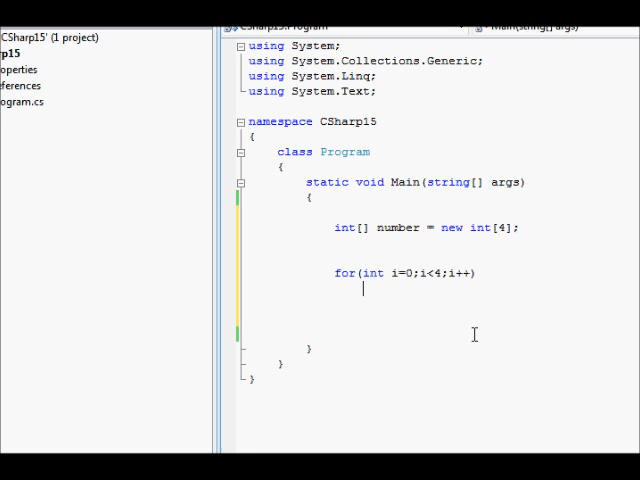 CSharp15.Program
Main(string[] args)
CSharp15' (1 project)
rp15
operties
eferences
ogram.cs
using System;
using System.Collections.Generic;
using System.Linq;
using System.Text;
namespace CSharp15
{
class Program
{
static void Main(string[] args)
{
int[] number = new int[4];
for(int i=0;i<4;i++)
}
}
}